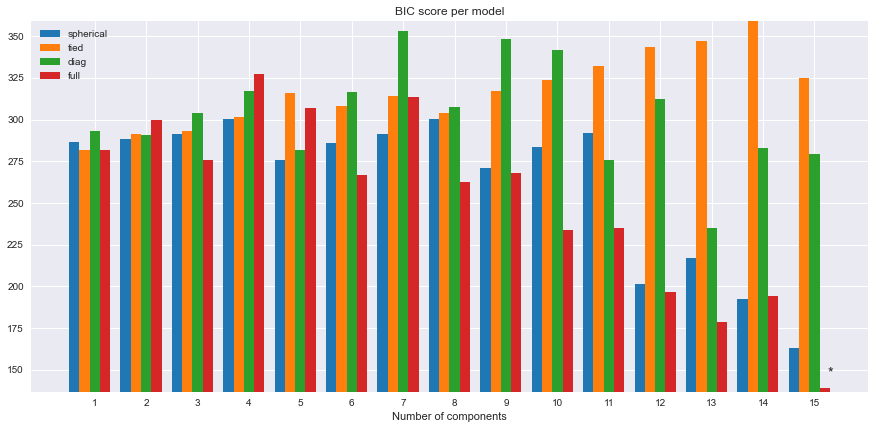 BIC score per model
spherical
tied
diag
full
350
325
300
275
250
225
200
175
150
*
1 2 3 4 5 6 7 8 9 10 11 12 13 14 15
Number of components